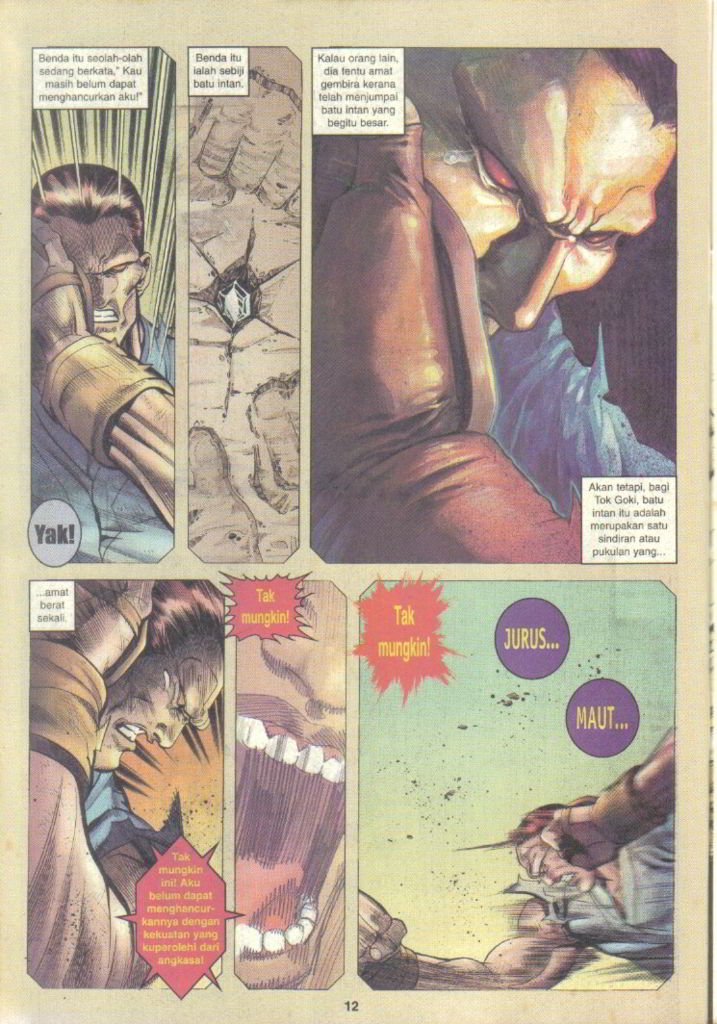 Benda itu seolah-olah
sedang berkata," Kau
masih belum dapat
menghancurkan aku!"
Yak!
Benda itu
ialah sebiji
batu intan.
Kalau orang lain,
dia tentu amat
gembira kerana
telah menjumpai
batu intan yang
begitu besar.
Akan tetapi, bagi
Tok Goki, batu
intan itu adalah
merupakan satu
sindiran atau
pukulan yang...
...amat
berat
sekali.
Tak
mungkin
ini! Aku
belum dapat
menghancur-
kannya dengan
kekuatan yang
kuperolehi dari
angkasa!
Tak
mungkin!
Tak
mungkin!
JURUS...
MAUT...
12